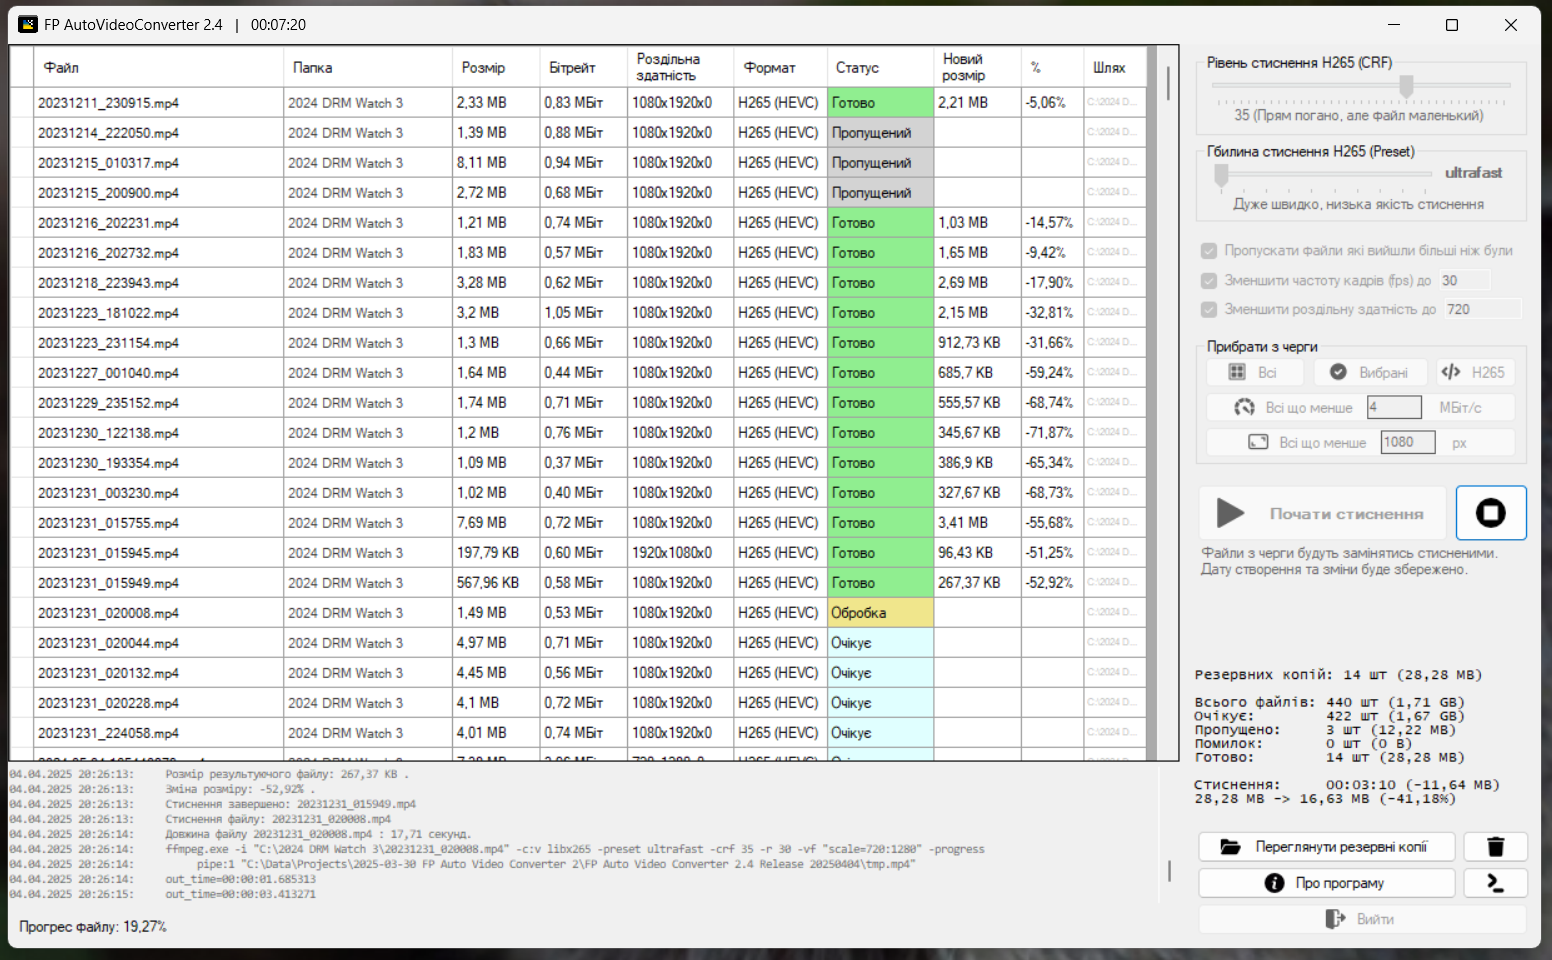 FP AutoVideoConverter 2.4 | 00:07:20
Файл Папка Розмір Бітрейт Роздільна здатність Формат Статус Новий розмір % Шлях
20231211_230915.mp4 2024 DRM Watch 3 2,33 MB 0,83 МБіт 1080x1920x0 H265 (HEVC) Готово 2,21 MB -5,06% C:\2024 D...
20231214_222050.mp4 2024 DRM Watch 3 1,39 MB 0,88 МБіт 1080x1920x0 H265 (HEVC) Пропущений C:\2024 D...
20231215_010317.mp4 2024 DRM Watch 3 8,11 MB 0,94 МБіт 1080x1920x0 H265 (HEVC) Пропущений C:\2024 D...
20231215_200900.mp4 2024 DRM Watch 3 2,72 MB 0,68 МБіт 1080x1920x0 H265 (HEVC) Пропущений C:\2024 D...
20231216_202231.mp4 2024 DRM Watch 3 1,21 MB 0,74 МБіт 1080x1920x0 H265 (HEVC) Готово 1,03 MB -14,57% C:\2024 D...
20231216_202732.mp4 2024 DRM Watch 3 1,83 MB 0,57 МБіт 1080x1920x0 H265 (HEVC) Готово 1,65 MB -9,42% C:\2024 D...
20231218_223943.mp4 2024 DRM Watch 3 3,28 MB 0,62 МБіт 1080x1920x0 H265 (HEVC) Готово 2,69 MB -17,90% C:\2024 D...
20231223_181022.mp4 2024 DRM Watch 3 3,2 MB 1,05 МБіт 1080x1920x0 H265 (HEVC) Готово 2,15 MB -32,81% C:\2024 D...
20231223_231154.mp4 2024 DRM Watch 3 1,3 MB 0,66 МБіт 1080x1920x0 H265 (HEVC) Готово 912,73 KB -31,66% C:\2024 D...
20231227_001040.mp4 2024 DRM Watch 3 1,64 MB 0,44 МБіт 1080x1920x0 H265 (HEVC) Готово 685,7 KB -59,24% C:\2024 D...
20231229_235152.mp4 2024 DRM Watch 3 1,74 MB 0,71 МБіт 1080x1920x0 H265 (HEVC) Готово 555,57 KB -68,74% C:\2024 D...
20231230_122138.mp4 2024 DRM Watch 3 1,2 MB 0,76 МБіт 1080x1920x0 H265 (HEVC) Готово 345,67 KB -71,87% C:\2024 D...
20231230_193354.mp4 2024 DRM Watch 3 1,09 MB 0,37 МБіт 1080x1920x0 H265 (HEVC) Готово 386,9 KB -65,34% C:\2024 D...
20231231_003230.mp4 2024 DRM Watch 3 1,02 MB 0,40 МБіт 1080x1920x0 H265 (HEVC) Готово 327,67 KB -68,73% C:\2024 D...
20231231_015755.mp4 2024 DRM Watch 3 7,69 MB 0,72 МБіт 1080x1920x0 H265 (HEVC) Готово 3,41 MB -55,68% C:\2024 D...
20231231_015945.mp4 2024 DRM Watch 3 197,79 KB 0,60 МБіт 1920x1080x0 H265 (HEVC) Готово 96,43 KB -51,25% C:\2024 D...
20231231_015949.mp4 2024 DRM Watch 3 567,96 KB 0,58 МБіт 1080x1920x0 H265 (HEVC) Готово 267,37 KB -52,92% C:\2024 D...
20231231_020008.mp4 2024 DRM Watch 3 1,49 MB 0,53 МБіт 1080x1920x0 H265 (HEVC) Обробка C:\2024 D...
20231231_020044.mp4 2024 DRM Watch 3 4,97 MB 0,71 МБіт 1080x1920x0 H265 (HEVC) Очікує C:\2024 D...
20231231_020132.mp4 2024 DRM Watch 3 4,45 MB 0,56 МБіт 1080x1920x0 H265 (HEVC) Очікує C:\2024 D...
20231231_020228.mp4 2024 DRM Watch 3 4,1 MB 0,72 МБіт 1080x1920x0 H265 (HEVC) Очікує C:\2024 D...
20231231_224058.mp4 2024 DRM Watch 3 4,01 MB 0,74 МБіт 1080x1920x0 H265 (HEVC) Очікує C:\2024 D...
04.04.2025 20:26:13: Розмір результуючого файлу: 267,37 KB .
04.04.2025 20:26:13: Зміна розміру: -52,92% .
04.04.2025 20:26:13: Стиснення завершено: 20231231_015949.mp4
04.04.2025 20:26:13: Стиснення файлу: 20231231_020008.mp4
04.04.2025 20:26:14: Довжина файлу 20231231_020008.mp4 : 17,71 секунд.
04.04.2025 20:26:14: ffmpeg.exe -i "C:\2024 DRM Watch 3\20231231_020008.mp4" -c:v libx265 -preset ultrafast -crf 35 -r 30 -vf "scale=720:1280" -progress
pipe:1 "C:\Data\Projects\2025-03-30 FP Auto Video Converter 2\FP Auto Video Converter 2.4 Release 20250404\tmp.mp4"
04.04.2025 20:26:14: out_time=00:00:01.685313
04.04.2025 20:26:15: out_time=00:00:03.413271
Прогрес файлу: 19,27%
Рівень стиснення H265 (CRF)
35 (Прям погано, але файл маленький)
Гбилина стиснення H265 (Preset)
ultrafast
Дуже швидко, низька якість стиснення
Пропускати файли які вийшли більші ніж були
Зменшити частоту кадрів (fps) до 30
Зменшити роздільну здатність до 720
Прибрати з черги
Всі Вибрані H265
Всі що менше 4 МБіт/с
Всі що менше 1080 px
Почати стиснення
Файли з черги будуть замінятись стисненими.
Дату створення та зміни буде збережено.
Резервних копій: 14 шт (28,28 MB)
Всього файлів: 440 шт (1,71 GB)
Очікує: 422 шт (1,67 GB)
Пропущено: 3 шт (12,22 MB)
Помилок: 0 шт (0 B)
Готово: 14 шт (28,28 MB)
Стиснення: 00:03:10 (-11,64 MB)
28,28 MB -> 16,63 MB (-41,18%)
Переглянути резервні копії
Про програму
Вийти